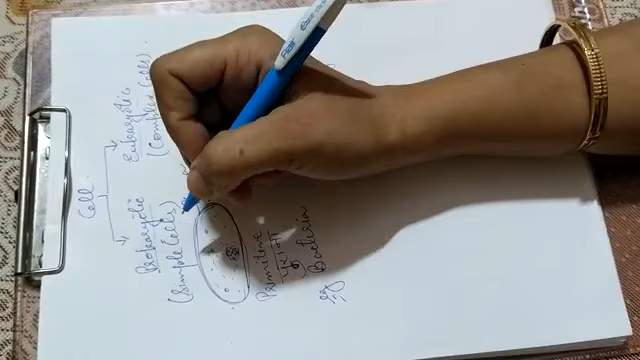 Cell
Prokaryotic
(Simple Cells)
Eukaryotic
(Complex Cells)
Primitive
पुराना
Bacteria